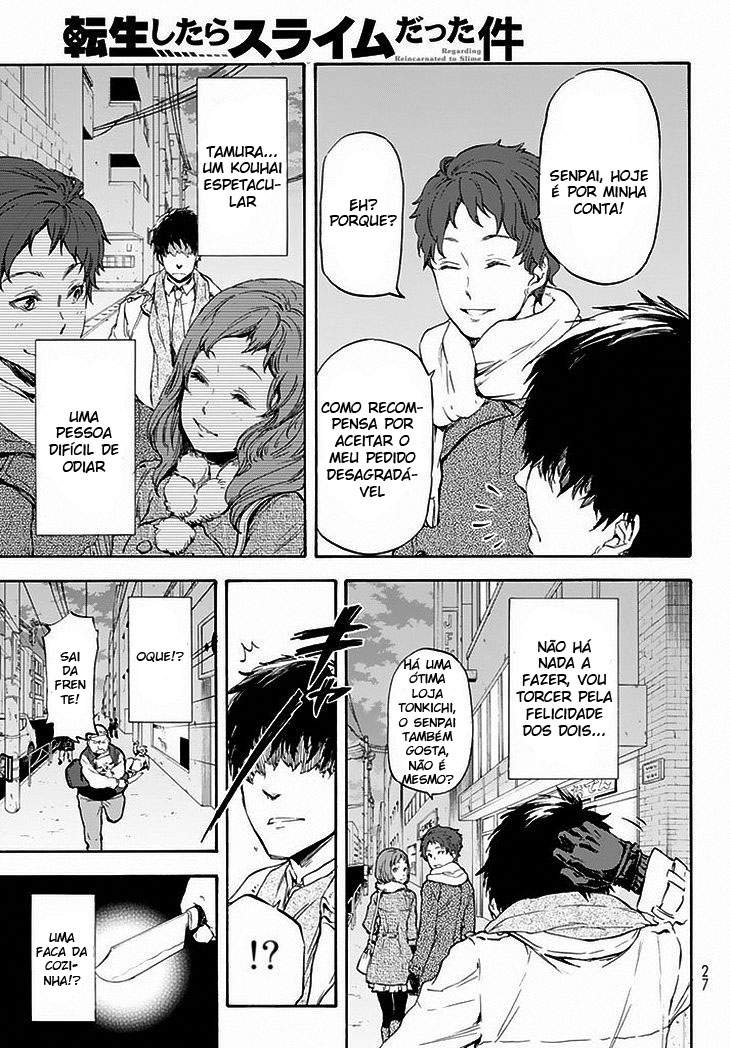 転生したらスライムだった件
Regarding
Reincarnated to Slime
SENPAI, HOJE
É POR MINHA
CONTA!
EH?
PORQUE?
COMO RECOM-
PENSA POR
ACEITAR O
MEU PEDIDO
DESAGRADÁ-
VEL
TAMURA...
UM KOUHAI
ESPETACU-
LAR
UMA
PESSOA
DIFÍCIL DE
ODIAR
NÃO HÁ
NADA A
FAZER, VOU
TORCER PELA
FELICIDADE
DOS DOIS...
HÁ UMA
ÓTIMA
LOJA
TONKICHI,
O SENPAI
TAMBÉM
GOSTA,
NÃO É
MESMO?
!?
OQUE!?
SAI
DA
FREN
TE!
UMA
FACA DA
COZI-
NHA!?
27